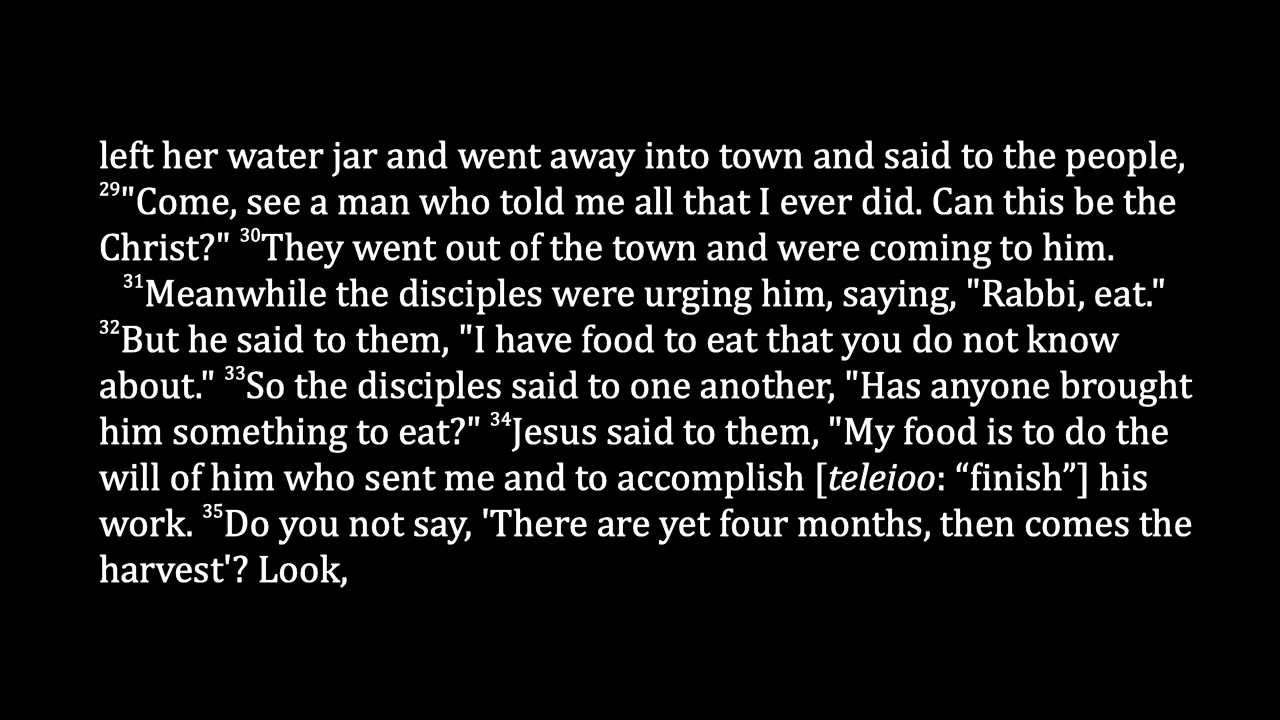 left her water jar and went away into town and said to the people,
²⁹"Come, see a man who told me all that I ever did. Can this be the
Christ?" ³⁰They went out of the town and were coming to him.
³¹Meanwhile the disciples were urging him, saying, "Rabbi, eat."
³²But he said to them, "I have food to eat that you do not know
about." ³³So the disciples said to one another, "Has anyone brought
him something to eat?" ³⁴Jesus said to them, "My food is to do the
will of him who sent me and to accomplish [teleioo: “finish”] his
work. ³⁵Do you not say, 'There are yet four months, then comes the
harvest'? Look,